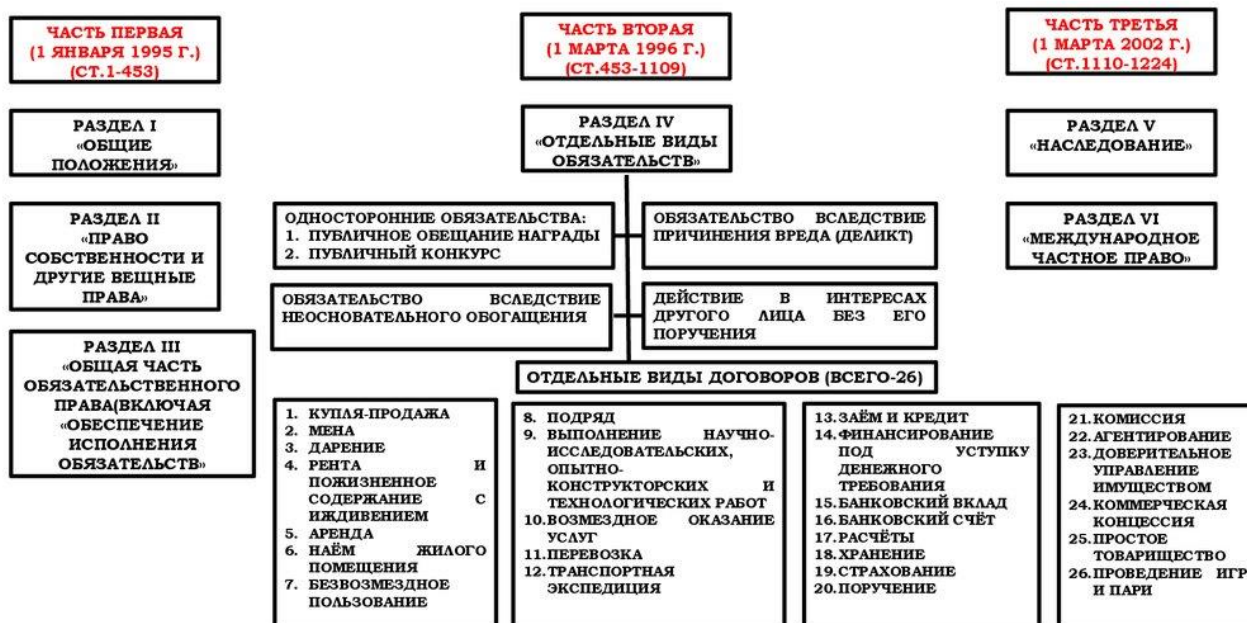 ЧАСТЬ ПЕРВАЯ
(1 ЯНВАРЯ 1995 Г.)
(СТ.1-453)
РАЗДЕЛ I
«ОБЩИЕ
ПОЛОЖЕНИЯ»
РАЗДЕЛ II
«ПРАВО
СОБСТВЕННОСТИ И
ДРУГИЕ ВЕЩНЫЕ
ПРАВА»
РАЗДЕЛ III
«ОБЩАЯ ЧАСТЬ
ОБЯЗАТЕЛЬСТВЕННОГО
ПРАВА(ВКЛЮЧАЯ
«ОБЕСПЕЧЕНИЕ
ИСПОЛНЕНИЯ
ОБЯЗАТЕЛЬСТВ»
ЧАСТЬ ВТОРАЯ
(1 МАРТА 1996 Г.)
(СТ.453-1109)
РАЗДЕЛ IV
«ОТДЕЛЬНЫЕ ВИДЫ
ОБЯЗАТЕЛЬСТВ»
ОДНОСТОРОННИЕ ОБЯЗАТЕЛЬСТВА:
1. ПУБЛИЧНОЕ ОБЕЩАНИЕ НАГРАДЫ
2. ПУБЛИЧНЫЙ КОНКУРС
ОБЯЗАТЕЛЬСТВО ВСЛЕДСТВИЕ
ПРИЧИНЕНИЯ ВРЕДА (ДЕЛИКТ)
ОБЯЗАТЕЛЬСТВО ВСЛЕДСТВИЕ
НЕОСНОВАТЕЛЬНОГО ОБОГАЩЕНИЯ
ДЕЙСТВИЕ В ИНТЕРЕСАХ
ДРУГОГО ЛИЦА БЕЗ ЕГО
ПОРУЧЕНИЯ
ОТДЕЛЬНЫЕ ВИДЫ ДОГОВОРОВ (ВСЕГО-26)
1. КУПЛЯ-ПРОДАЖА
2. МЕНА
3. ДАРЕНИЕ
4. РЕНТА И
ПОЖИЗНЕННОЕ
СОДЕРЖАНИЕ С
ИЖДИВЕНИЕМ
5. АРЕНДА
6. НАЁМ ЖИЛОГО
ПОМЕЩЕНИЯ
7. БЕЗВОЗМЕЗДНОЕ
ПОЛЬЗОВАНИЕ
8. ПОДРЯД
9. ВЫПОЛНЕНИЕ НАУЧНО-
ИССЛЕДОВАТЕЛЬСКИХ,
ОПЫТНО-
КОНСТРУКТОРСКИХ И
ТЕХНОЛОГИЧЕСКИХ РАБОТ
10.ВОЗМЕЗДНОЕ ОКАЗАНИЕ
УСЛУГ
11.ПЕРЕВОЗКА
12.ТРАНСПОРТНАЯ
ЭКСПЕДИЦИЯ
13.ЗАЁМ И КРЕДИТ
14.ФИНАНСИРОВАНИЕ
ПОД УСТУПКУ
ДЕНЕЖНОГО
ТРЕБОВАНИЯ
15.БАНКОВСКИЙ ВКЛАД
16.БАНКОВСКИЙ СЧЁТ
17.РАСЧЁТЫ
18.ХРАНЕНИЕ
19.СТРАХОВАНИЕ
20.ПОРУЧЕНИЕ
21.КОМИССИЯ
22.АГЕНТИРОВАНИЕ
23.ДОВЕРИТЕЛЬНОЕ
УПРАВЛЕНИЕ
ИМУЩЕСТВОМ
24.КОММЕРЧЕСКАЯ
КОНЦЕССИЯ
25.ПРОСТОЕ
ТОВАРИЩЕСТВО
26.ПРОВЕДЕНИЕ ИГР
И ПАРИ
ЧАСТЬ ТРЕТЬЯ
(1 МАРТА 2002 Г.)
(СТ.1110-1224)
РАЗДЕЛ V
«НАСЛЕДОВАНИЕ»
РАЗДЕЛ VI
«МЕЖДУНАРОДНОЕ
ЧАСТНОЕ ПРАВО»